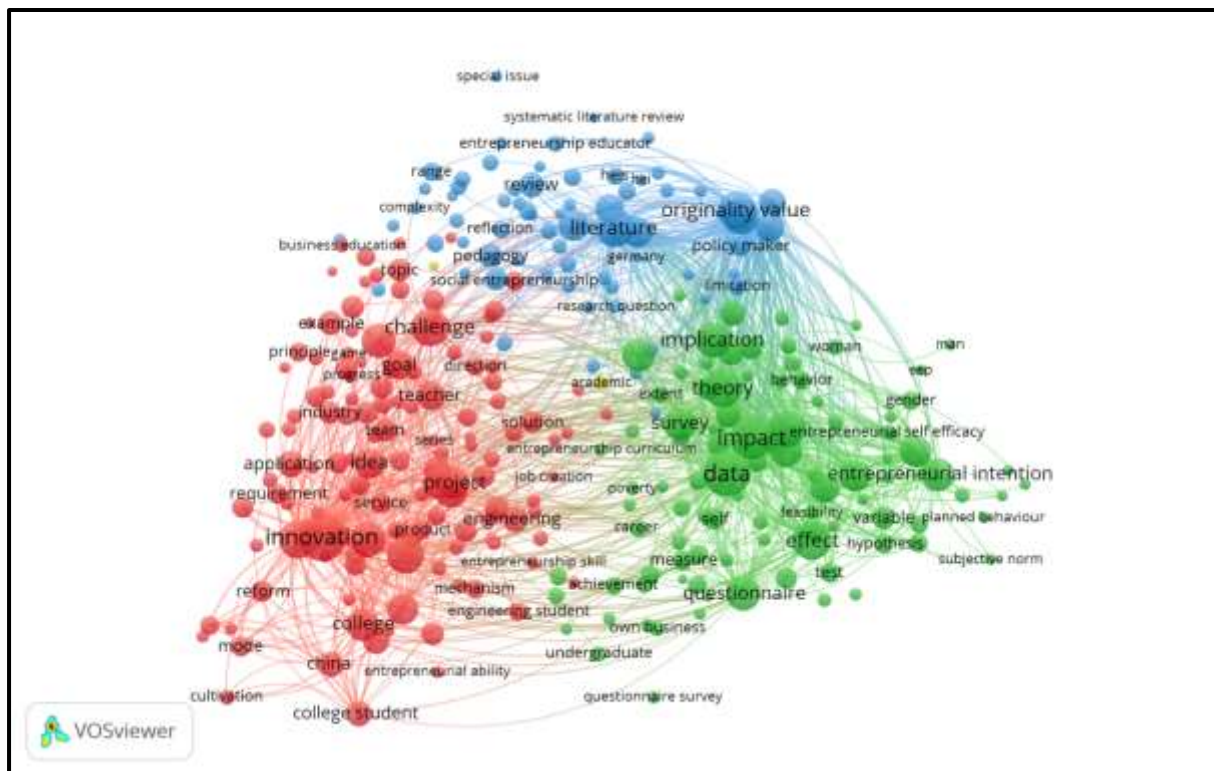 special issue
systematic literature review
entrepreneurship educator
range
review
heis
hei
complexity
originality value
reflection
literature
business education
policy maker
pedagogy
germany
topic
social entrepreneurship
limitation
research question
example
challenge
implication
principle
game
woman
man
goal
direction
progress
academic
behavior
eep
teacher
extent
theory
gender
industry
solution
survey
team
series
impact
entrepreneurial self efficacy
entrepreneurship curriculum
application
idea
job creation
data
entrepreneurial intention
requirement
project
poverty
service
feasibility
product
engineering
self
variable
planned behaviour
career
innovation
effect
hypothesis
entrepreneurship skill
measure
subjective norm
test
reform
mechanism
achievement
questionnaire
engineering student
college
own business
mode
undergraduate
china
entrepreneurial ability
cultivation
questionnaire survey
college student
VOSviewer